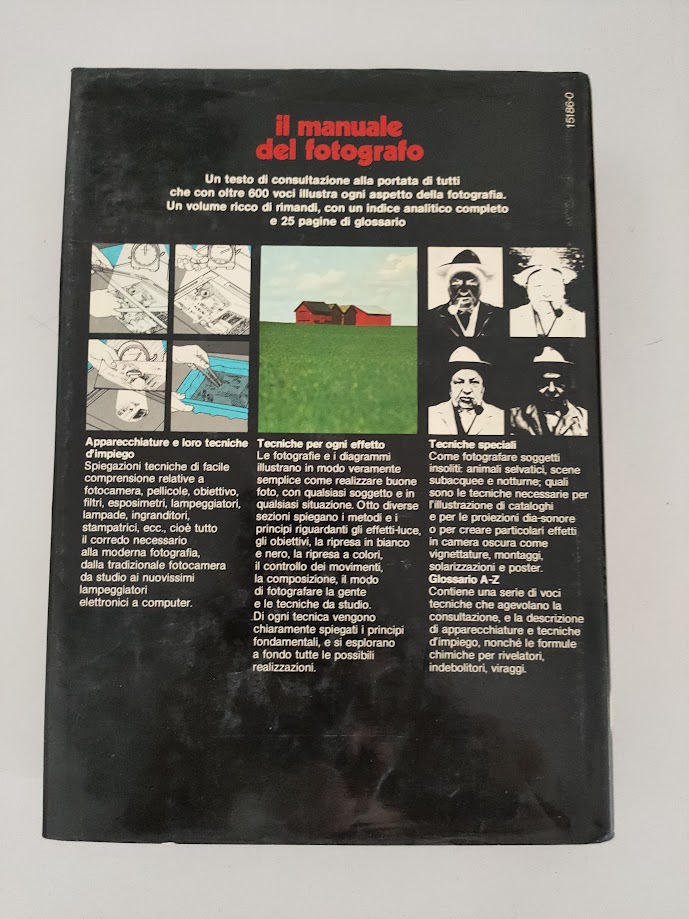 15186-0
il manuale
del fotografo
Un testo di consultazione alla portata di tutti
che con oltre 600 voci illustra ogni aspetto della fotografia.
Un volume ricco di rimandi, con un indice analitico completo
e 25 pagine di glossario
Apparecchiature e loro tecniche
d'impiego
Spiegazioni tecniche di facile
comprensione relative a
fotocamera, pellicole, obiettivo,
filtri, esposimetri, lampeggiatori,
lampade, ingranditori,
stampatrici, ecc., cioè tutto
il corredo necessario
alla moderna fotografia,
dalla tradizionale fotocamera
da studio ai nuovissimi
lampeggiatori
elettronici a computer.
Tecniche per ogni effetto
Le fotografie e i diagrammi
illustrano in modo veramente
semplice come realizzare buone
foto, con qualsiasi soggetto e in
qualsiasi situazione. Otto diverse
sezioni spiegano i metodi e i
principi riguardanti gli effetti-luce,
gli obiettivi, la ripresa in bianco
e nero, la ripresa a colori,
il controllo dei movimenti,
la composizione, il modo
di fotografare la gente
e le tecniche da studio.
Di ogni tecnica vengono
chiaramente spiegati i principi
fondamentali, e si esplorano
a fondo tutte le possibili
realizzazioni.
Tecniche speciali
Come fotografare soggetti
insoliti: animali selvatici, scene
subacquee e notturne; quali
sono le tecniche necessarie per
l'illustrazione di cataloghi
e per le proiezioni dia-sonore
o per creare particolari effetti
in camera oscura come
vignettature, montaggi,
solarizzazioni e poster.
Glossario A-Z
Contiene una serie di voci
tecniche che agevolano la
consultazione, e la descrizione
di apparecchiature e tecniche
d'impiego, nonché le formule
chimiche per rivelatori,
indebolitori, viraggi.